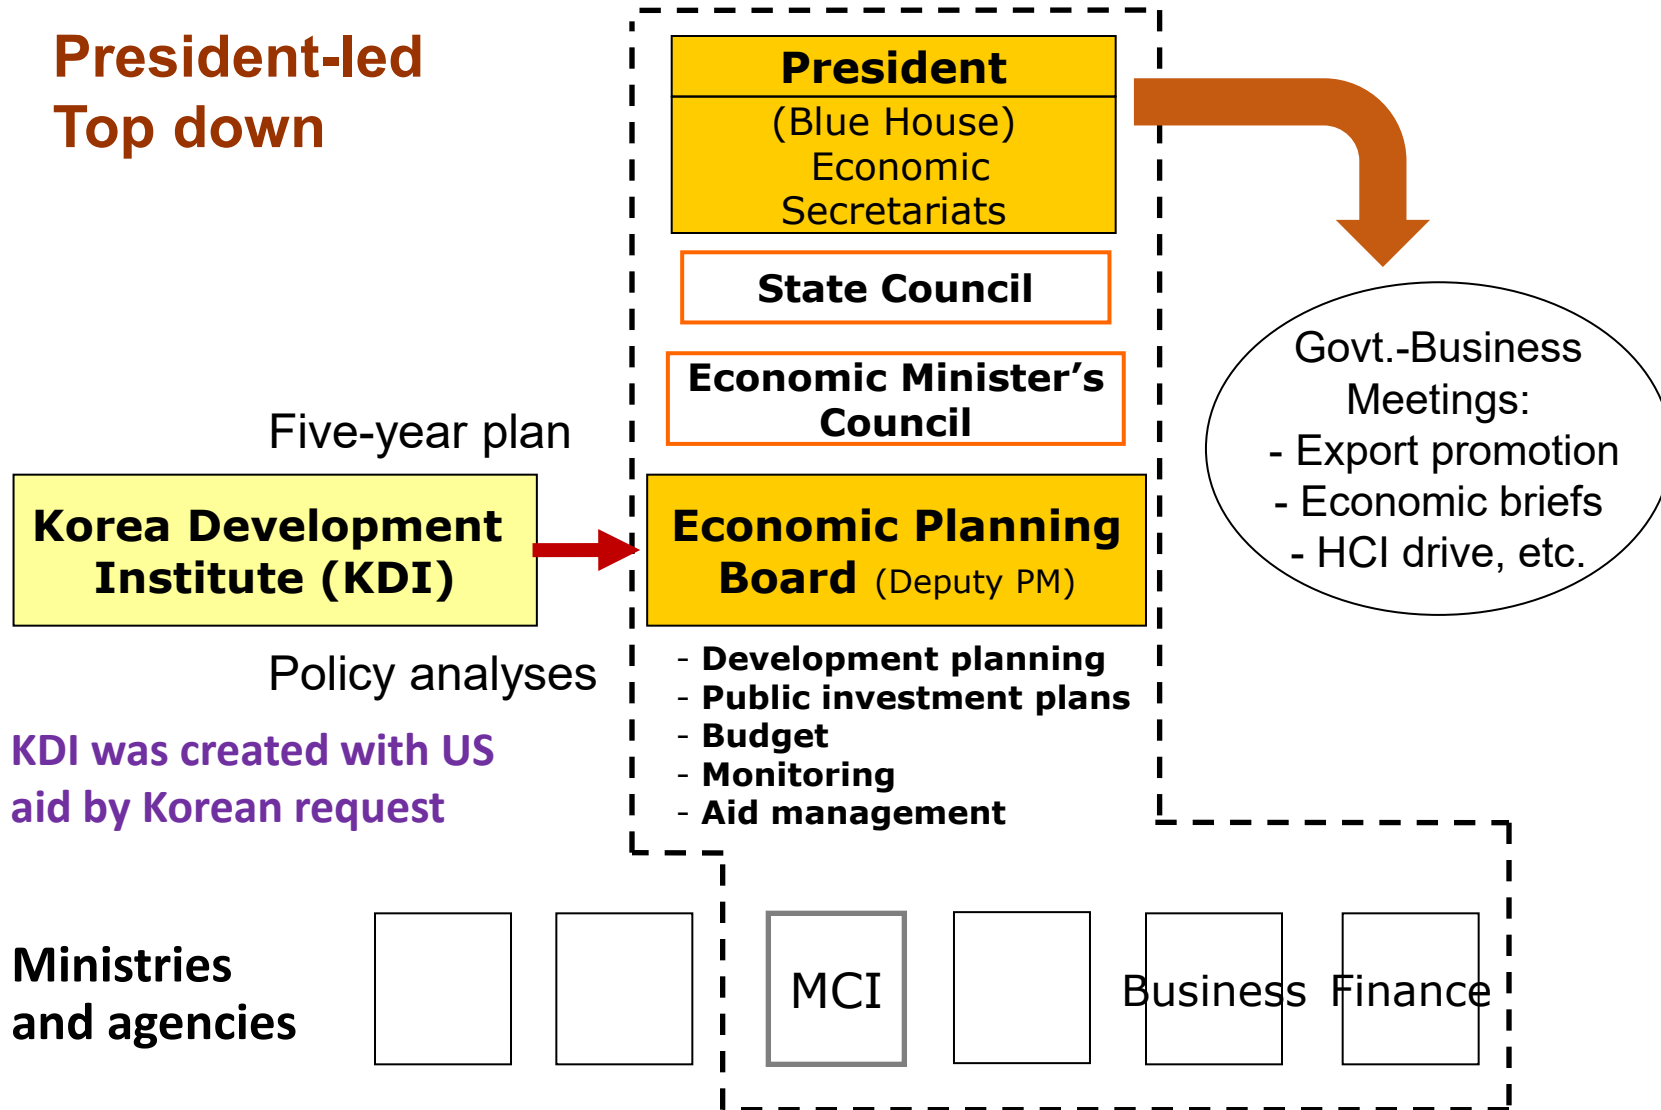 President-led
Top down
President
(Blue House)
Economic
Secretariats
State Council
Economic Minister’s
Council
Govt.-Business
Meetings:
- Export promotion
- Economic briefs
- HCI drive, etc.
Five-year plan
Korea Development
Institute (KDI)
Economic Planning
Board (Deputy PM)
Policy analyses
- Development planning
- Public investment plans
- Budget
- Monitoring
- Aid management
KDI was created with US
aid by Korean request
Ministries
and agencies
MCI
Business
Finance